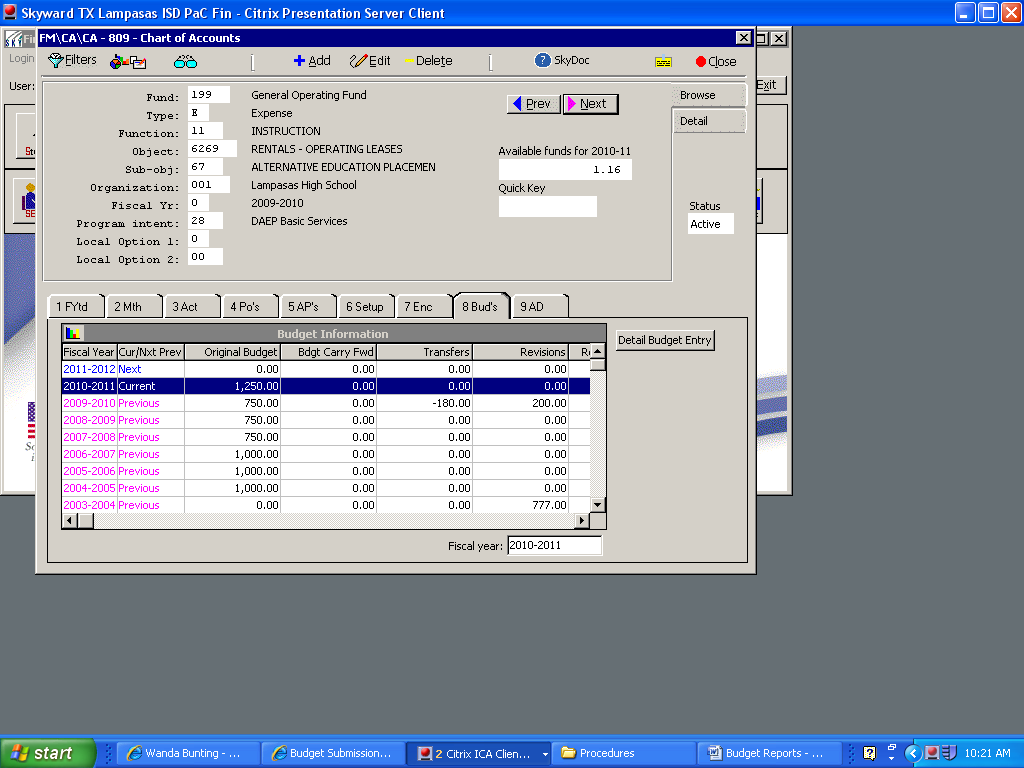 Skyward TX Lampasas ISD PaC Fin - Citrix Presentation Server Client
FM\CA\CA - 809 - Chart of Accounts
Filters Add Edit Delete SkyDoc Close
Login
User:
Exit
Fund: 199 General Operating Fund
Type: E Expense
Function: 11 INSTRUCTION
Object: 6269 RENTALS - OPERATING LEASES
Sub-obj: 67 ALTERNATIVE EDUCATION PLACEMEN
Organization: 001 Lampasas High School
Fiscal Yr: 0 2009-2010
Program intent: 28 DAEP Basic Services
Local Option 1: 0
Local Option 2: 00
Prev Next
Available funds for 2010-11
1.16
Quick Key
Browse
Detail
Status
Active
1 FYtd 2 Mth 3 Act 4 Po's 5 AP's 6 Setup 7 Enc 8 Bud's 9 AD
Budget Information
Detail Budget Entry
Fiscal Year Cur/Nxt Prev Original Budget Bdgt Carry Fwd Transfers Revisions
2011-2012 Next 0.00 0.00 0.00 0.00
2010-2011 Current 1,250.00 0.00 0.00 0.00
2009-2010 Previous 750.00 0.00 -180.00 200.00
2008-2009 Previous 750.00 0.00 0.00 0.00
2007-2008 Previous 750.00 0.00 0.00 0.00
2006-2007 Previous 1,000.00 0.00 0.00 0.00
2005-2006 Previous 1,000.00 0.00 0.00 0.00
2004-2005 Previous 1,000.00 0.00 0.00 0.00
2003-2004 Previous 0.00 0.00 0.00 777.00
Fiscal year: 2010-2011
start Wanda Bunting - ... Budget Submission... 2 Citrix ICA Clien... Procedures Budget Reports - ... 10:21 AM